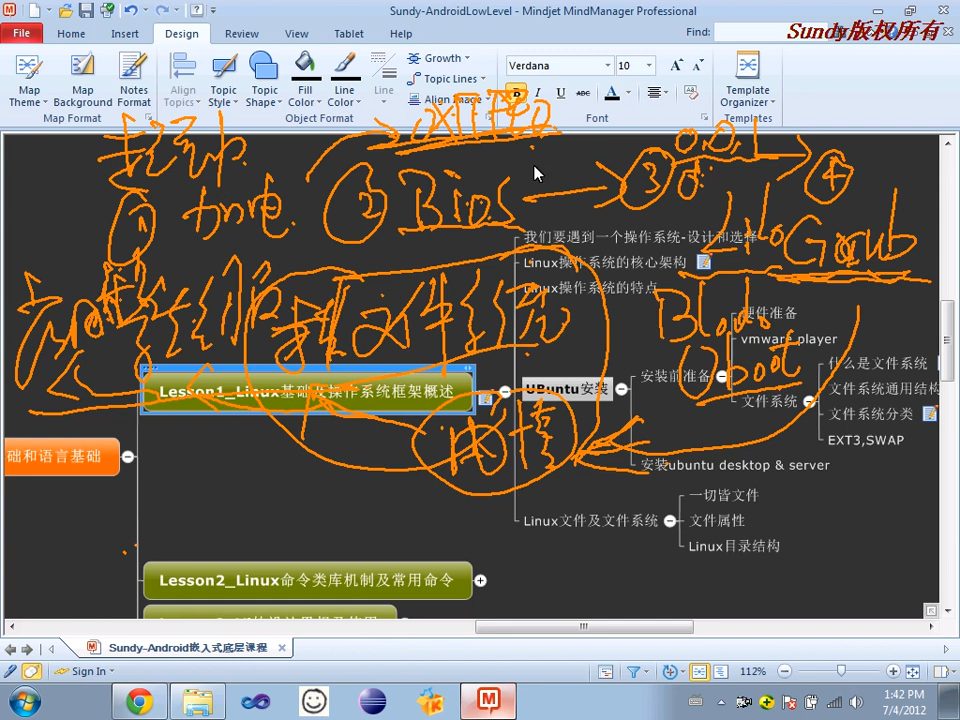 Sundy-AndroidLowLevel - Mindjet MindManager Professional
File Home Insert Design Review View Tablet Help Find:
Sundy版权所有
Map Theme
Map Background
Notes Format
Align Topics
Topic Style
Topic Shape
Fill Color
Line Color
Line
Growth
Topic Lines
Align Image
Verdana 10
B I U ABC A
Template Organizer
Map Format Object Format Font Templates
① 加电 ② Bios ③ ④
0,0,1
Grub
我们要遇到一个操作系统-设计和选择
Linux操作系统的核心架构
Linux操作系统的特点
文件系统
Block
boot
硬件准备
vmware player
安装前准备
什么是文件系统
文件系统通用结构
文件系统
文件系统分类
EXT3,SWAP
Lesson1_Linux基础及操作系统框架概述
UBuntu安装
安装ubuntu desktop & server
础和语言基础
Linux文件及文件系统
一切皆文件
文件属性
Linux目录结构
Lesson2_Linux命令类库机制及常用命令
Sundy-Android嵌入式底层课程
Sign In 112%
1:42 PM
7/4/2012